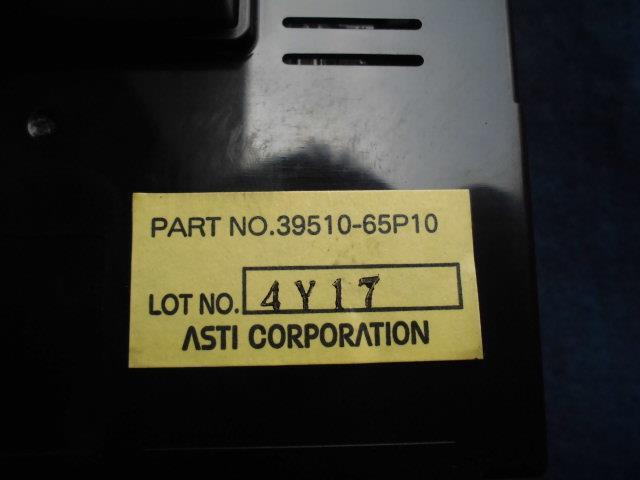 PART NO.39510-65P10
LOT NO. 4Y17
ASTI CORPORATION